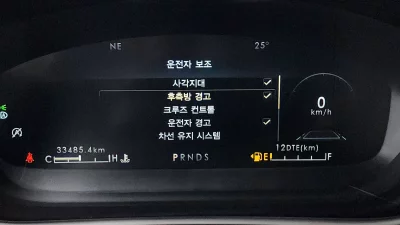 NE 25°
운전자 보조
사각지대
후측방 경고
크루즈 컨트롤
운전자 경고
차선 유지 시스템
0
km/h
33485.4km
12DTE(km)
C H
PRNDS
E F